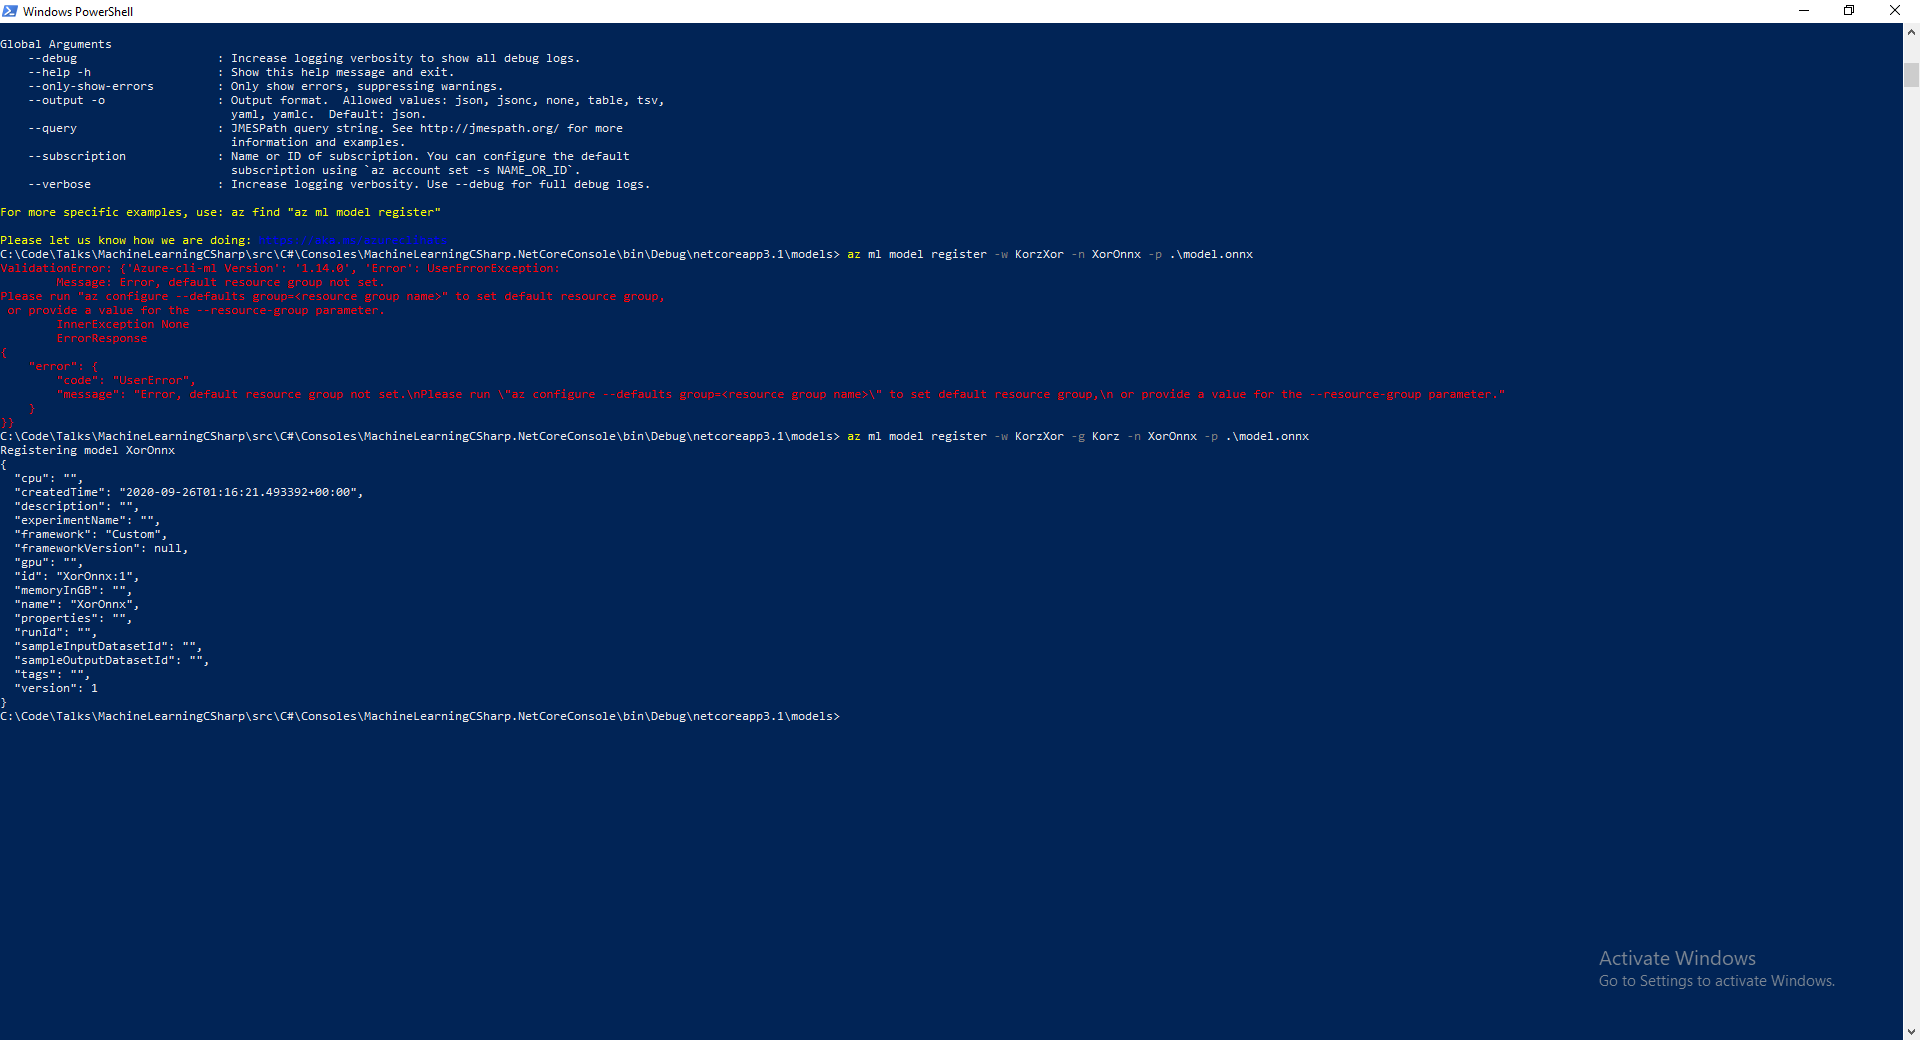 Windows PowerShell
Global Arguments
    --debug                    : Increase logging verbosity to show all debug logs.
    --help -h                  : Show this help message and exit.
    --only-show-errors         : Only show errors, suppressing warnings.
    --output -o                : Output format.  Allowed values: json, jsonc, none, table, tsv,
                                 yaml, yamlc.  Default: json.
    --query                    : JMESPath query string. See http://jmespath.org/ for more
                                 information and examples.
    --subscription             : Name or ID of subscription. You can configure the default
                                 subscription using `az account set -s NAME_OR_ID`.
    --verbose                  : Increase logging verbosity. Use --debug for full debug logs.
For more specific examples, use: az find "az ml model register"
Please let us know how we are doing:
C:\Code\Talks\MachineLearningCSharp\src\C#\Consoles\MachineLearningCSharp.NetCoreConsole\bin\Debug\netcoreapp3.1\models> az ml model register -w KorzXor -n XorOnnx -p .\model.onnx
ValidationError: {'Azure-cli-ml Version': '1.14.0', 'Error': UserErrorException:
        Message: Error, default resource group not set.
Please run "az configure --defaults group=<resource group name>" to set default resource group,
 or provide a value for the --resource-group parameter.
        InnerException None
        ErrorResponse
{
    "error": {
        "code": "UserError",
        "message": "Error, default resource group not set.\nPlease run \"az configure --defaults group=<resource group name>\" to set default resource group,\n or provide a value for the --resource-group parameter."
    }
}}
C:\Code\Talks\MachineLearningCSharp\src\C#\Consoles\MachineLearningCSharp.NetCoreConsole\bin\Debug\netcoreapp3.1\models> az ml model register -w KorzXor -g Korz -n XorOnnx -p .\model.onnx
Registering model XorOnnx
{
  "cpu": "",
  "createdTime": "2020-09-26T01:16:21.493392+00:00",
  "description": "",
  "experimentName": "",
  "framework": "Custom",
  "frameworkVersion": null,
  "gpu": "",
  "id": "XorOnnx:1",
  "memoryInGB": "",
  "name": "XorOnnx",
  "properties": "",
  "runId": "",
  "sampleInputDatasetId": "",
  "sampleOutputDatasetId": "",
  "tags": "",
  "version": 1
}
C:\Code\Talks\MachineLearningCSharp\src\C#\Consoles\MachineLearningCSharp.NetCoreConsole\bin\Debug\netcoreapp3.1\models>
Activate Windows
Go to Settings to activate Windows.